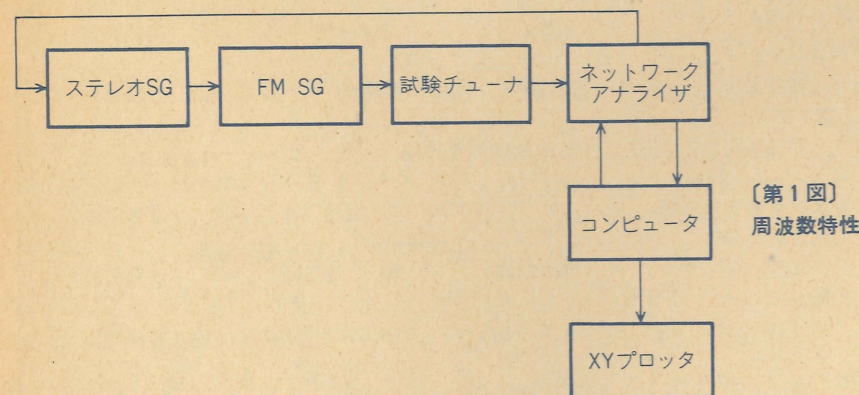 ステレオSG
FM SG
試験チューナ
ネットワーク
アナライザ
コンピュータ
〔第1図〕
周波数特性
XYプロッタ